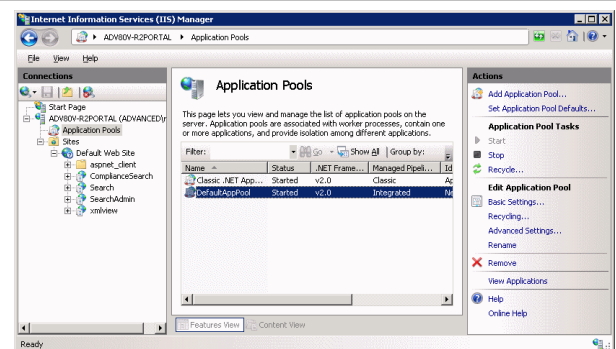 Internet Information Services (IIS) Manager
ADV80V-R2PORTAL ▸ Application Pools
File View Help
Connections
Start Page
ADV80V-R2PORTAL (ADVANCED\r
Application Pools
Sites
Default Web Site
aspnet_client
ComplianceSearch
Search
SearchAdmin
xmlview
Application Pools
This page lets you view and manage the list of application pools on the
server. Application pools are associated with worker processes, contain one
or more applications, and provide isolation among different applications.
Filter: Go Show All Group by:
Name Status .NET Frame... Managed Pipeli... Id
Classic .NET App... Started v2.0 Classic Ap
DefaultAppPool Started v2.0 Integrated Ne
Features View Content View
Actions
Add Application Pool...
Set Application Pool Defaults...
Application Pool Tasks
Start
Stop
Recycle...
Edit Application Pool
Basic Settings...
Recycling...
Advanced Settings...
Rename
Remove
View Applications
Help
Online Help
Ready